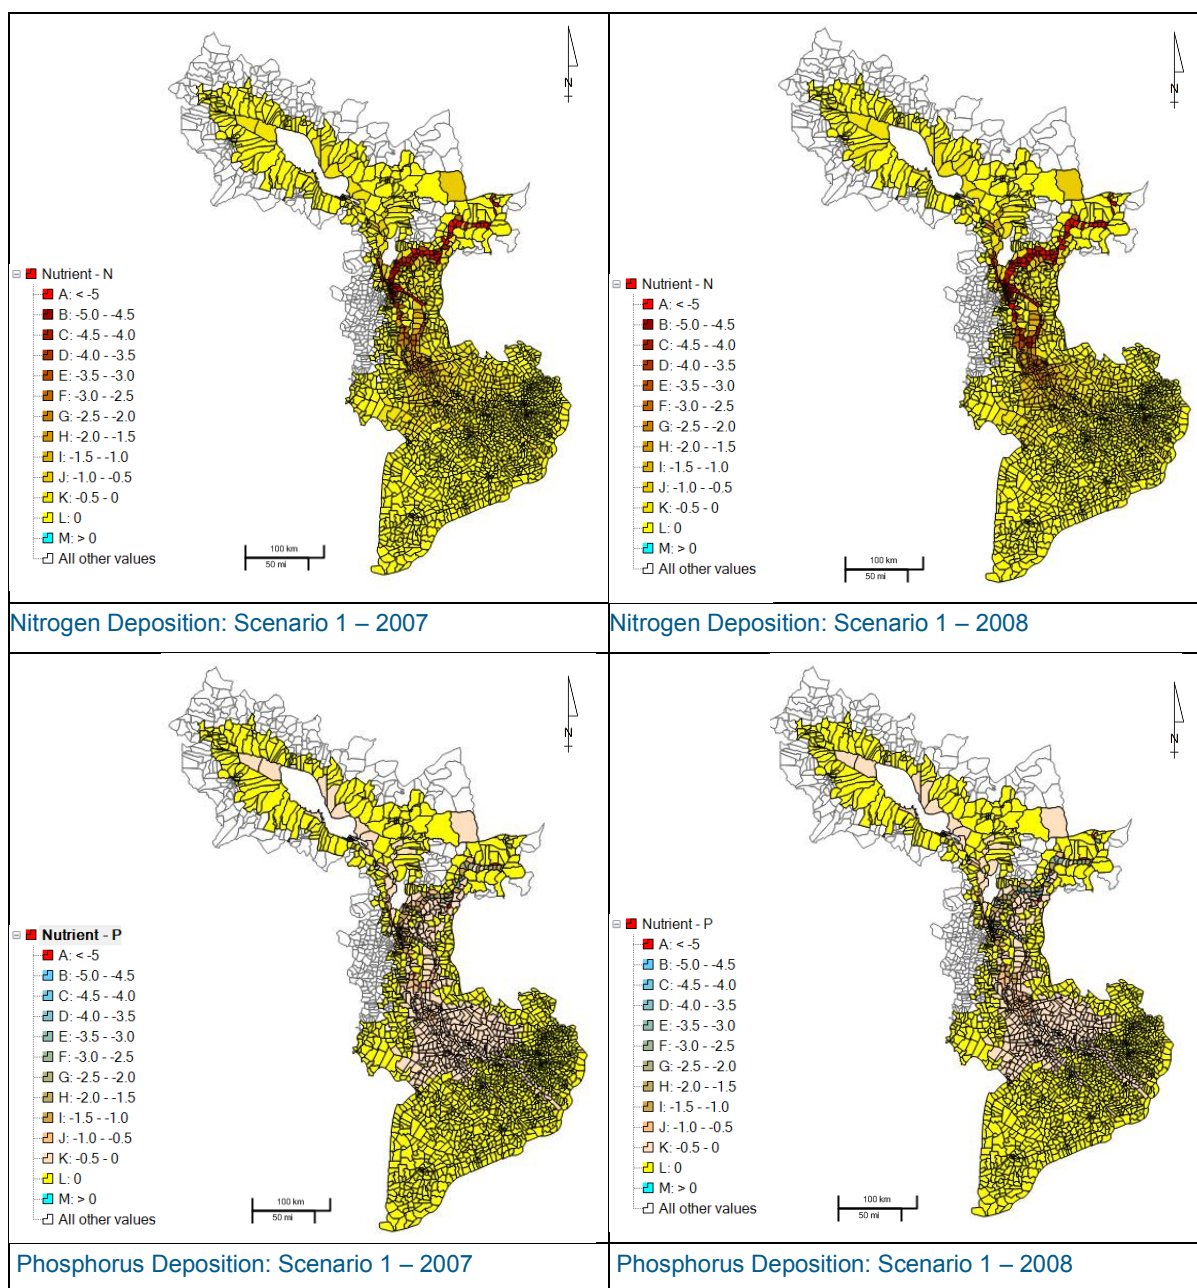 N
Nutrient - N
A: < -5
B: -5.0 - -4.5
C: -4.5 - -4.0
D: -4.0 - -3.5
E: -3.5 - -3.0
F: -3.0 - -2.5
G: -2.5 - -2.0
H: -2.0 - -1.5
I: -1.5 - -1.0
J: -1.0 - -0.5
K: -0.5 - 0
L: 0
M: > 0
All other values
100 km
50 mi
Nitrogen Deposition: Scenario 1 – 2007
N
Nutrient - N
A: < -5
B: -5.0 - -4.5
C: -4.5 - -4.0
D: -4.0 - -3.5
E: -3.5 - -3.0
F: -3.0 - -2.5
G: -2.5 - -2.0
H: -2.0 - -1.5
I: -1.5 - -1.0
J: -1.0 - -0.5
K: -0.5 - 0
L: 0
M: > 0
All other values
100 km
50 mi
Nitrogen Deposition: Scenario 1 – 2008
N
Nutrient - P
A: < -5
B: -5.0 - -4.5
C: -4.5 - -4.0
D: -4.0 - -3.5
E: -3.5 - -3.0
F: -3.0 - -2.5
G: -2.5 - -2.0
H: -2.0 - -1.5
I: -1.5 - -1.0
J: -1.0 - -0.5
K: -0.5 - 0
L: 0
M: > 0
All other values
100 km
50 mi
Phosphorus Deposition: Scenario 1 – 2007
N
Nutrient - P
A: < -5
B: -5.0 - -4.5
C: -4.5 - -4.0
D: -4.0 - -3.5
E: -3.5 - -3.0
F: -3.0 - -2.5
G: -2.5 - -2.0
H: -2.0 - -1.5
I: -1.5 - -1.0
J: -1.0 - -0.5
K: -0.5 - 0
L: 0
M: > 0
All other values
100 km
50 mi
Phosphorus Deposition: Scenario 1 – 2008